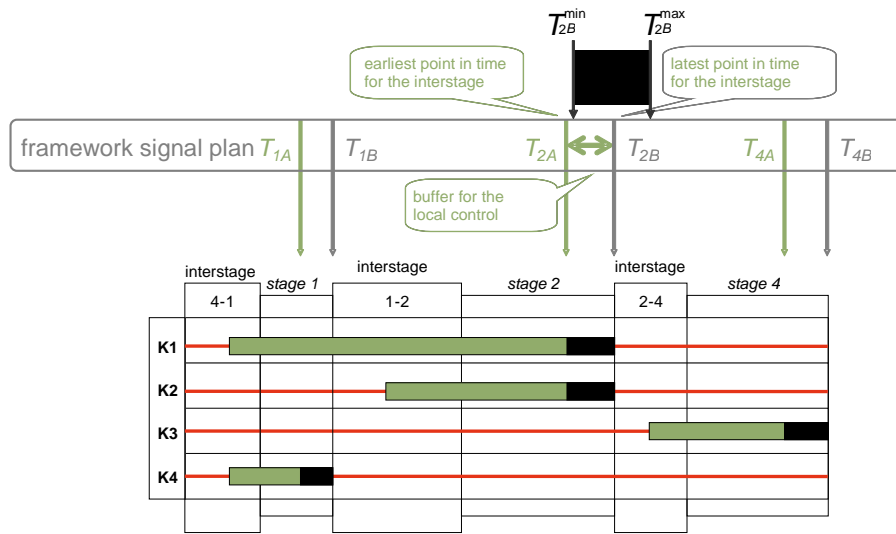 T2B min
T2B max
earliest point in time
for the interstage
latest point in time
for the interstage
framework signal plan T1A T1B T2A T2B T4A T4B
buffer for the
local control
interstage
stage 1
interstage
stage 2
interstage
stage 4
4-1
1-2
2-4
K1
K2
K3
K4